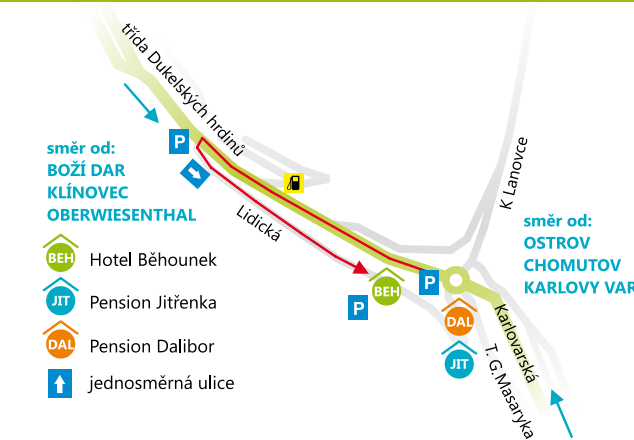 třída Dukelských hrdinů
P
směr od:
BOŽÍ DAR
KLÍNOVEC
OBERWIESENTHAL
Lidická
K Lanovce
směr od:
OSTROV
CHOMUTOV
KARLOVY VAR
BEH Hotel Běhounek
JIT Pension Jitřenka
DAL Pension Dalibor
jednosměrná ulice
P
BEH
P
DAL
JIT
Karlovarská
T. G. Masaryka